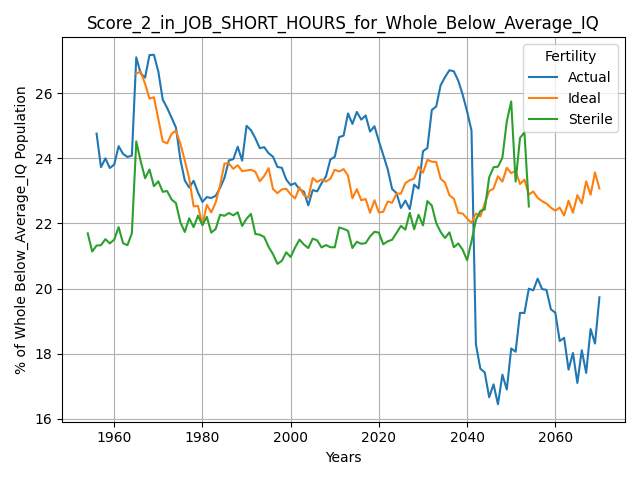 Score_2_in_JOB_SHORT_HOURS_for_Whole_Below_Average_IQ
% of Whole Below_Average_IQ Population
26
24
22
20
18
16
Fertility
Actual
Ideal
Sterile
1960 1980 2000 2020 2040 2060
Years